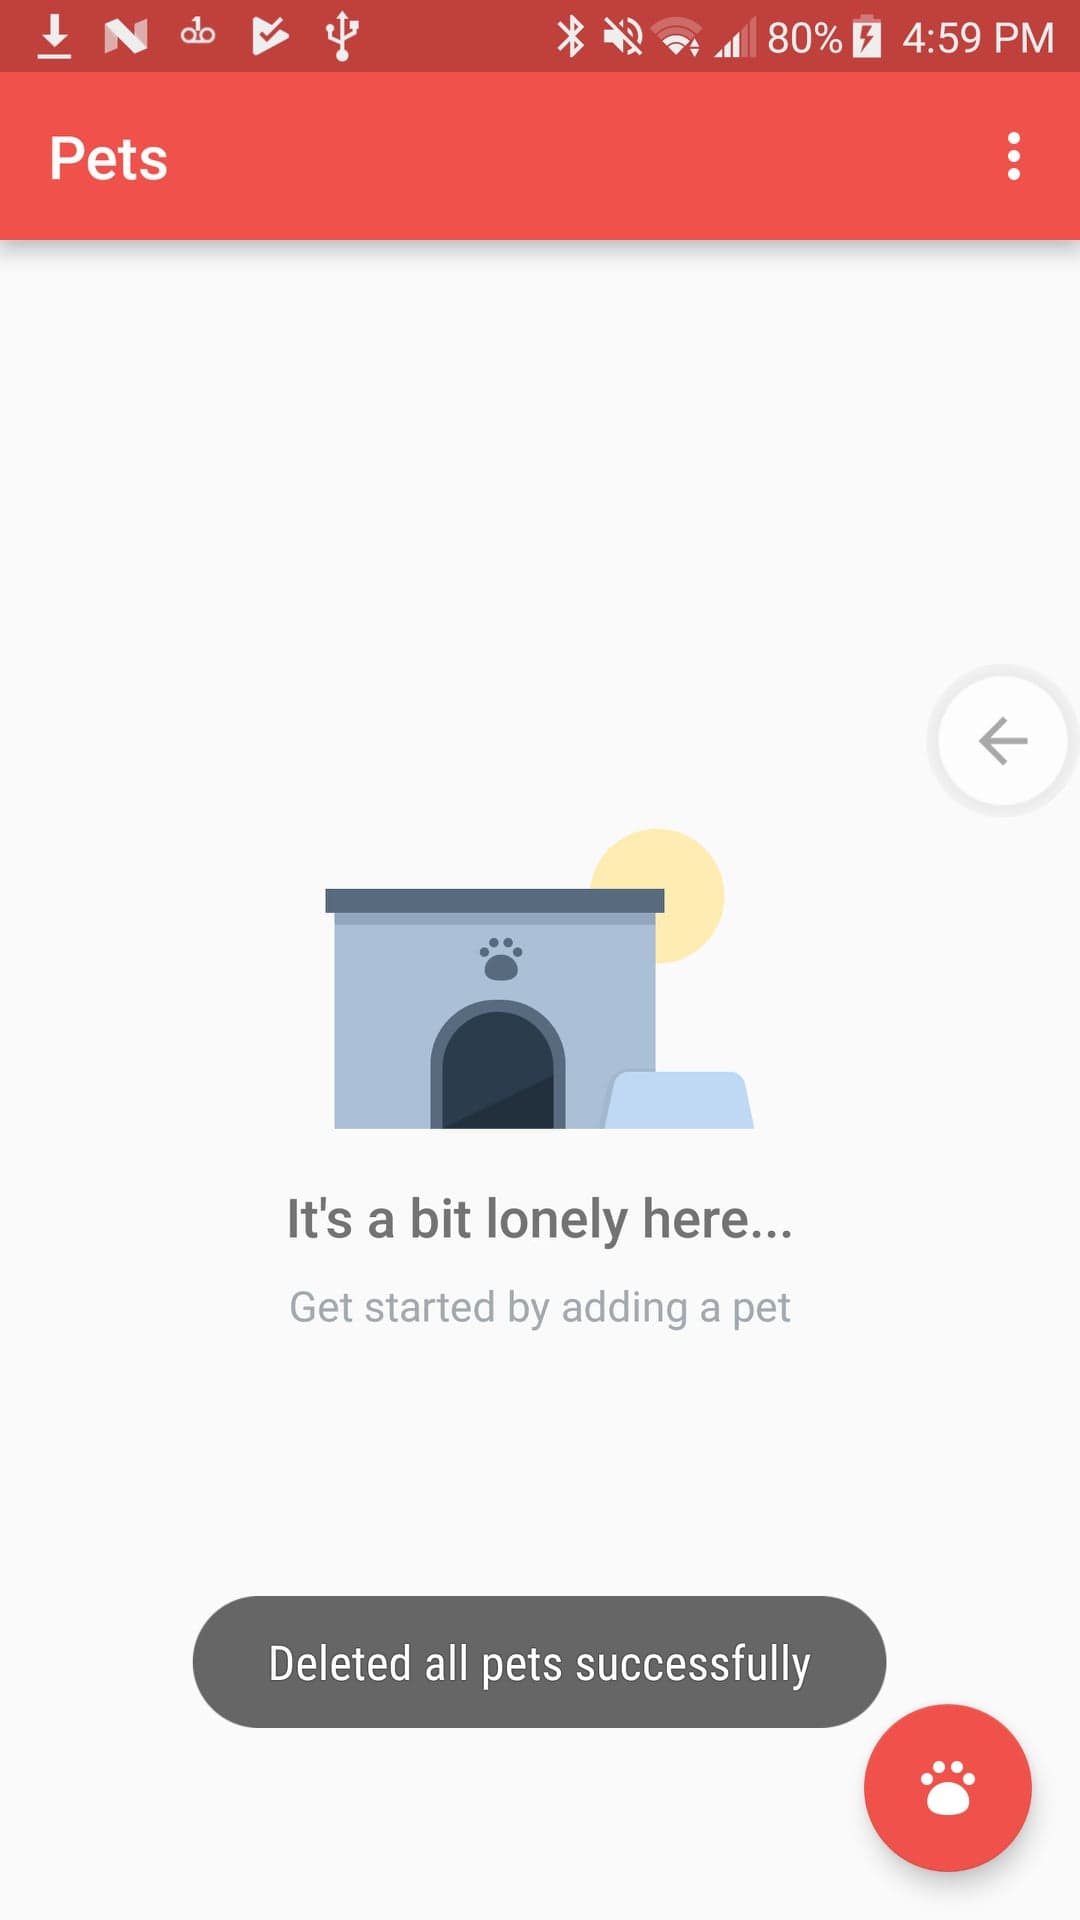 80% 4:59 PM
Pets
It's a bit lonely here...
Get started by adding a pet
Deleted all pets successfully